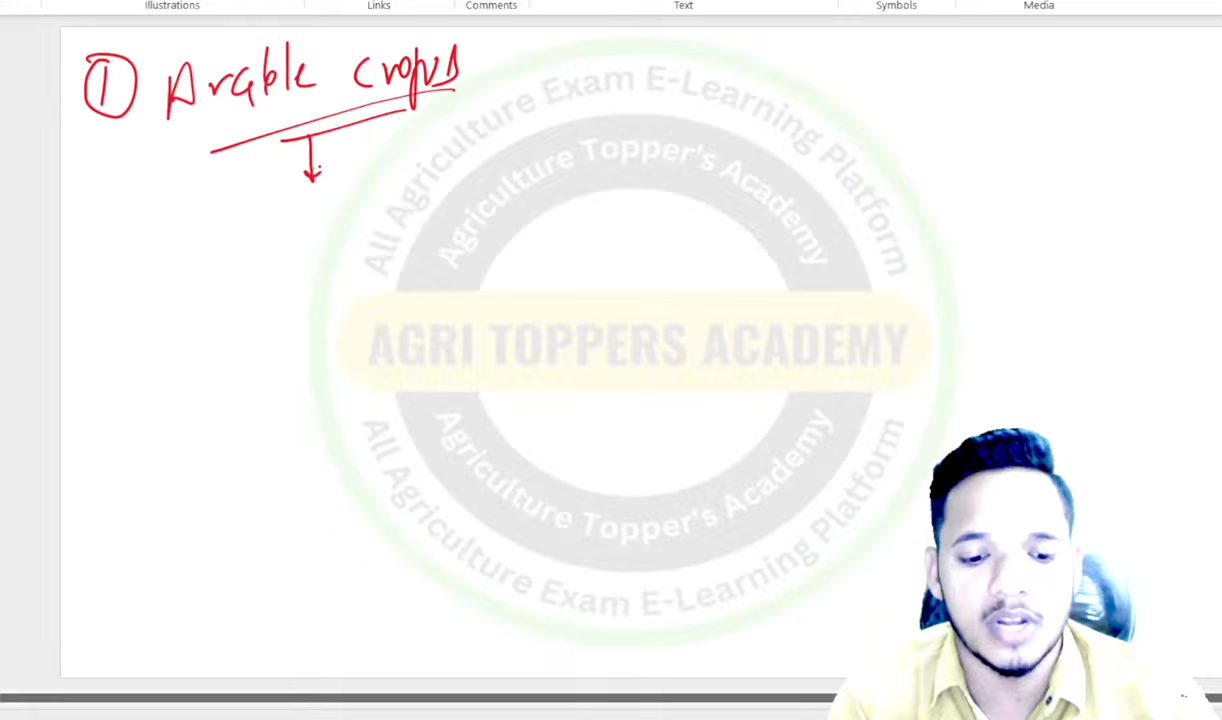 Illustrations Links Comments Text Symbols Media
① Arable crops
All Agriculture Exam E-Learning Platform
Agriculture Topper's Academy
AGRI TOPPERS ACADEMY
Agriculture Topper's Academy
All Agriculture Exam E-Learning Platform